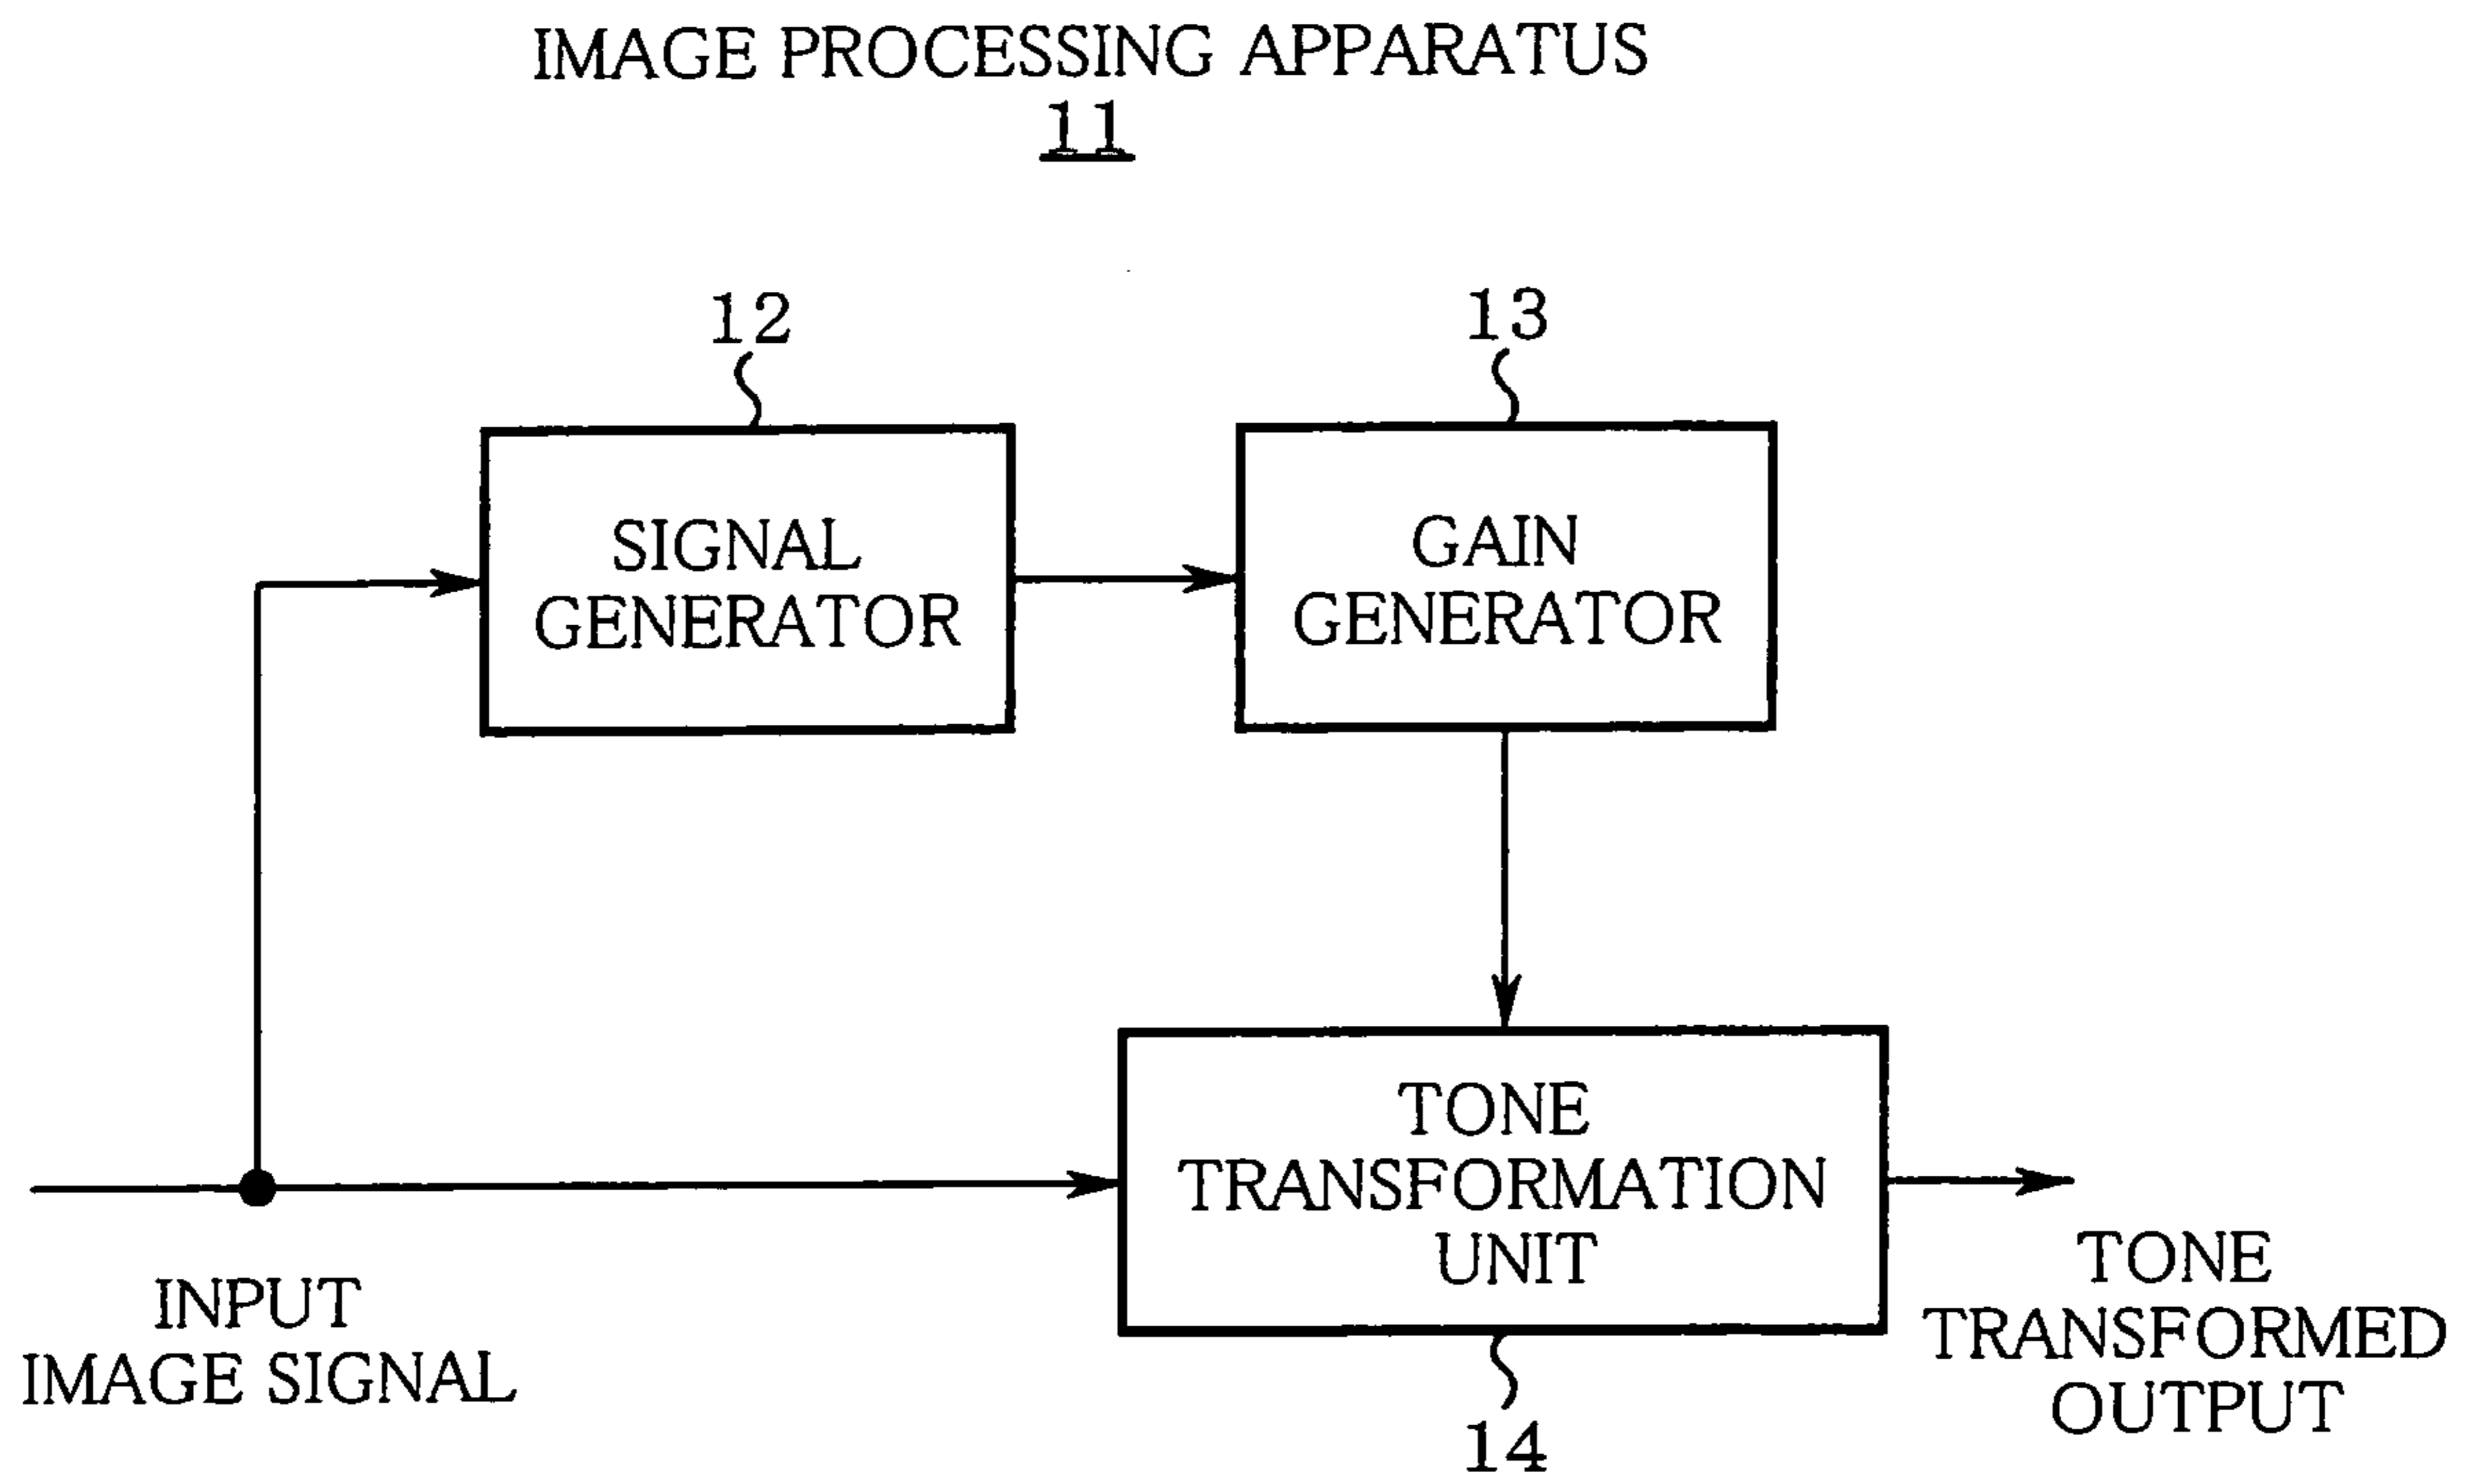 IMAGE PROCESSING APPARATUS
11
12
13
SIGNAL
GENERATOR
GAIN
GENERATOR
TONE
TRANSFORMATION
UNIT
INPUT
IMAGE SIGNAL
TONE
TRANSFORMED
OUTPUT
14